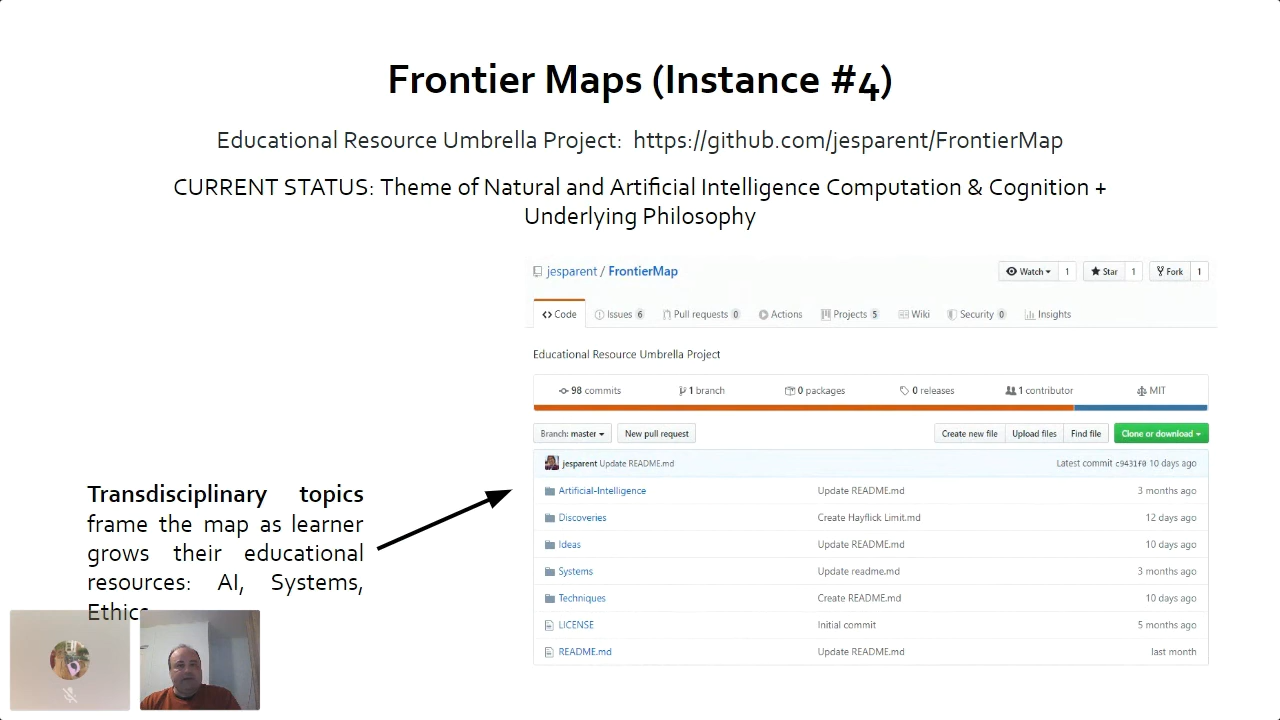 Frontier Maps (Instance #4)
Educational Resource Umbrella Project: https://github.com/jesparent/FrontierMap
CURRENT STATUS: Theme of Natural and Artificial Intelligence Computation & Cognition +
Underlying Philosophy
jesparent / FrontierMap
Watch 1 Star 1 Fork 1
Code Issues 6 Pull requests 0 Actions Projects 5 Wiki Security 0 Insights
Educational Resource Umbrella Project
98 commits 1 branch 0 packages 0 releases 1 contributor MIT
Branch: master New pull request Create new file Upload files Find file Clone or download
jesparent Update README.md Latest commit c9431f0 10 days ago
Artificial-Intelligence Update README.md 3 months ago
Discoveries Create Hayflick Limit.md 12 days ago
Ideas Update README.md 10 days ago
Systems Update readme.md 3 months ago
Techniques Create README.md 10 days ago
LICENSE Initial commit 5 months ago
README.md Update README.md last month
Transdisciplinary topics
frame the map as learner
grows their educational
resources: AI, Systems,
Ethics